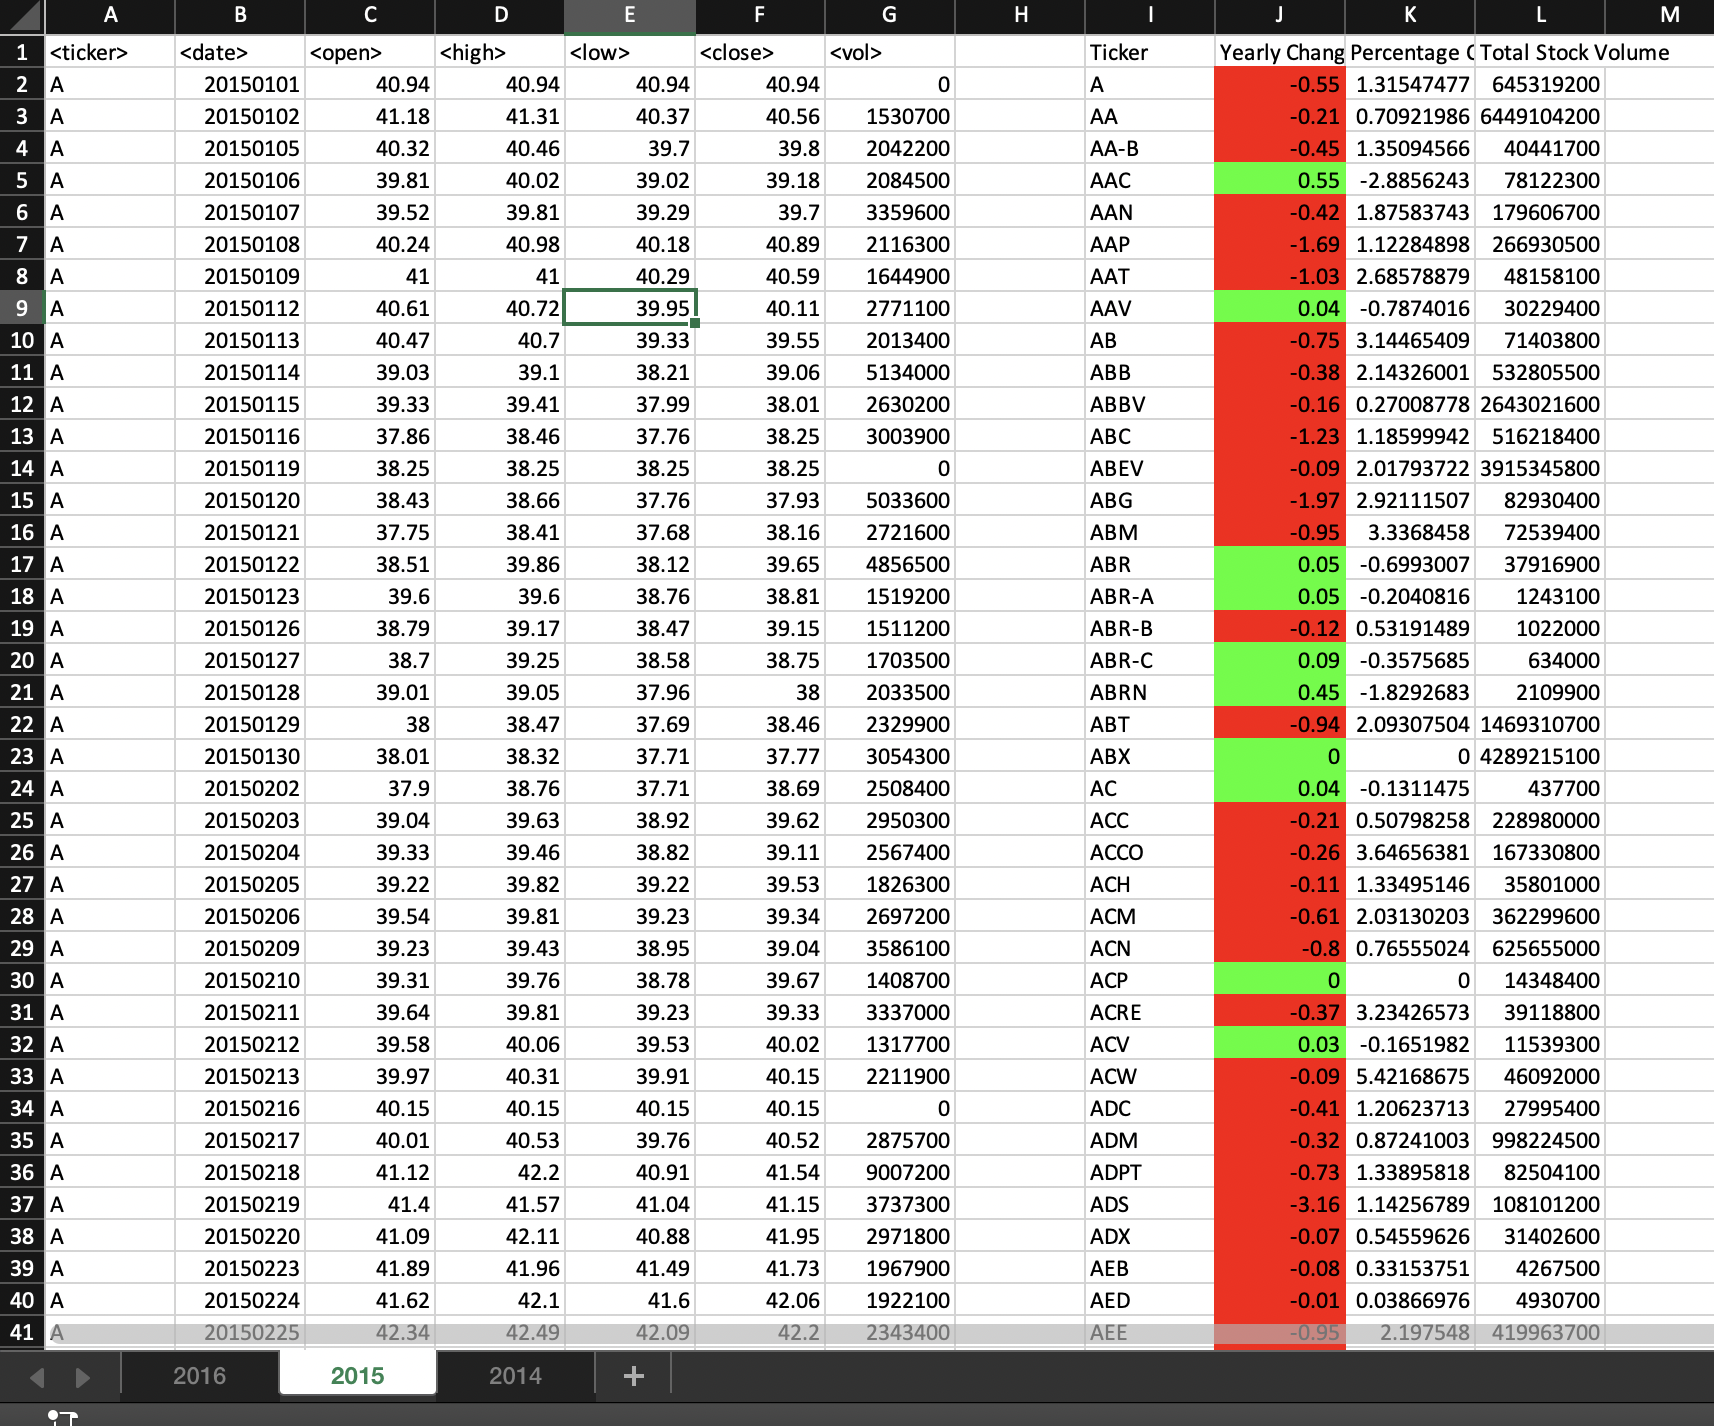 A B C D E F G H I J K L M
1 <ticker> <date> <open> <high> <low> <close> <vol> Ticker Yearly Chang Percentage C Total Stock Volume
2 A 20150101 40.94 40.94 40.94 40.94 0 A -0.55 1.31547477 645319200
3 A 20150102 41.18 41.31 40.37 40.56 1530700 AA -0.21 0.70921986 6449104200
4 A 20150105 40.32 40.46 39.7 39.8 2042200 AA-B -0.45 1.35094566 40441700
5 A 20150106 39.81 40.02 39.02 39.18 2084500 AAC 0.55 -2.8856243 78122300
6 A 20150107 39.52 39.81 39.29 39.7 3359600 AAN -0.42 1.87583743 179606700
7 A 20150108 40.24 40.98 40.18 40.89 2116300 AAP -1.69 1.12284898 266930500
8 A 20150109 41 41 40.29 40.59 1644900 AAT -1.03 2.68578879 48158100
9 A 20150112 40.61 40.72 39.95 40.11 2771100 AAV 0.04 -0.7874016 30229400
10 A 20150113 40.47 40.7 39.33 39.55 2013400 AB -0.75 3.14465409 71403800
11 A 20150114 39.03 39.1 38.21 39.06 5134000 ABB -0.38 2.14326001 532805500
12 A 20150115 39.33 39.41 37.99 38.01 2630200 ABBV -0.16 0.27008778 2643021600
13 A 20150116 37.86 38.46 37.76 38.25 3003900 ABC -1.23 1.18599942 516218400
14 A 20150119 38.25 38.25 38.25 38.25 0 ABEV -0.09 2.01793722 3915345800
15 A 20150120 38.43 38.66 37.76 37.93 5033600 ABG -1.97 2.92111507 82930400
16 A 20150121 37.75 38.41 37.68 38.16 2721600 ABM -0.95 3.3368458 72539400
17 A 20150122 38.51 39.86 38.12 39.65 4856500 ABR 0.05 -0.6993007 37916900
18 A 20150123 39.6 39.6 38.76 38.81 1519200 ABR-A 0.05 -0.2040816 1243100
19 A 20150126 38.79 39.17 38.47 39.15 1511200 ABR-B -0.12 0.53191489 1022000
20 A 20150127 38.7 39.25 38.58 38.75 1703500 ABR-C 0.09 -0.3575685 634000
21 A 20150128 39.01 39.05 37.96 38 2033500 ABRN 0.45 -1.8292683 2109900
22 A 20150129 38 38.47 37.69 38.46 2329900 ABT -0.94 2.09307504 1469310700
23 A 20150130 38.01 38.32 37.71 37.77 3054300 ABX 0 0 4289215100
24 A 20150202 37.9 38.76 37.71 38.69 2508400 AC 0.04 -0.1311475 437700
25 A 20150203 39.04 39.63 38.92 39.62 2950300 ACC -0.21 0.50798258 228980000
26 A 20150204 39.33 39.46 38.82 39.11 2567400 ACCO -0.26 3.64656381 167330800
27 A 20150205 39.22 39.82 39.22 39.53 1826300 ACH -0.11 1.33495146 35801000
28 A 20150206 39.54 39.81 39.23 39.34 2697200 ACM -0.61 2.03130203 362299600
29 A 20150209 39.23 39.43 38.95 39.04 3586100 ACN -0.8 0.76555024 625655000
30 A 20150210 39.31 39.76 38.78 39.67 1408700 ACP 0 0 14348400
31 A 20150211 39.64 39.81 39.23 39.33 3337000 ACRE -0.37 3.23426573 39118800
32 A 20150212 39.58 40.06 39.53 40.02 1317700 ACV 0.03 -0.1651982 11539300
33 A 20150213 39.97 40.31 39.91 40.15 2211900 ACW -0.09 5.42168675 46092000
34 A 20150216 40.15 40.15 40.15 40.15 0 ADC -0.41 1.20623713 27995400
35 A 20150217 40.01 40.53 39.76 40.52 2875700 ADM -0.32 0.87241003 998224500
36 A 20150218 41.12 42.2 40.91 41.54 9007200 ADPT -0.73 1.33895818 82504100
37 A 20150219 41.4 41.57 41.04 41.15 3737300 ADS -3.16 1.14256789 108101200
38 A 20150220 41.09 42.11 40.88 41.95 2971800 ADX -0.07 0.54559626 31402600
39 A 20150223 41.89 41.96 41.49 41.73 1967900 AEB -0.08 0.33153751 4267500
40 A 20150224 41.62 42.1 41.6 42.06 1922100 AED -0.01 0.03866976 4930700
41 A 20150225 42.34 42.49 42.09 42.2 2343400 AEE -0.95 2.197548 419963700
2016 2015 2014 +